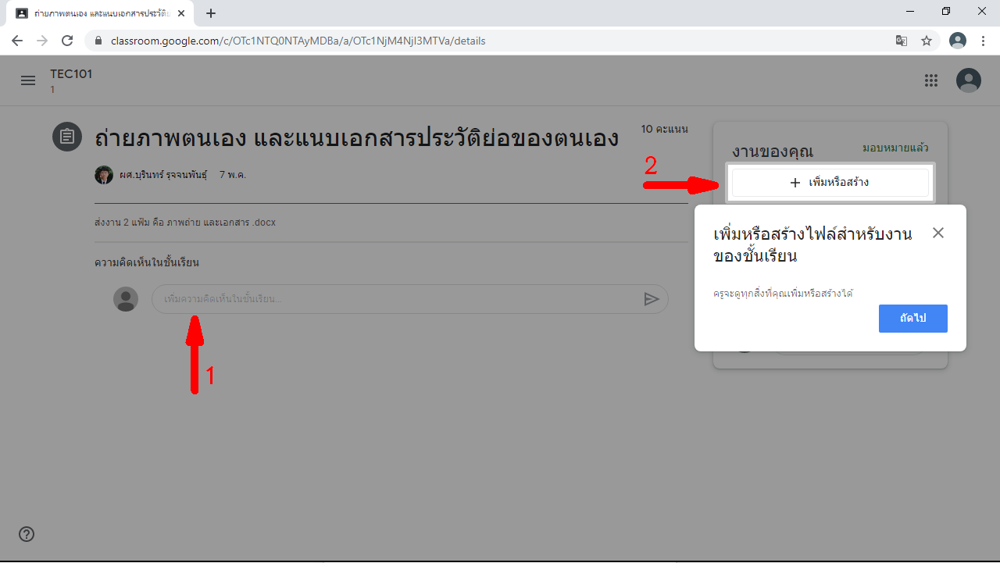 ถ่ายภาพตนเอง และแนบเอกสารประวัติย่
classroom.google.com/c/OTc1NTQ0NTAyMDBa/a/OTc1NjM4NjI3MTVa/details
TEC101
1
ถ่ายภาพตนเอง และแนบเอกสารประวัติย่อของตนเอง
10 คะแนน
ผศ.บุรินทร์ รุจจนพันธุ์ 7 พ.ค.
ส่งงาน 2 แฟ้ม คือ ภาพถ่าย และเอกสาร .docx
ความคิดเห็นในชั้นเรียน
เพิ่มความคิดเห็นในชั้นเรียน...
1
งานของคุณ
มอบหมายแล้ว
2
+ เพิ่มหรือสร้าง
เพิ่มหรือสร้างไฟล์สำหรับงาน
ของชั้นเรียน
ครูจะดูทุกสิ่งที่คุณเพิ่มหรือสร้างได้
ถัดไป